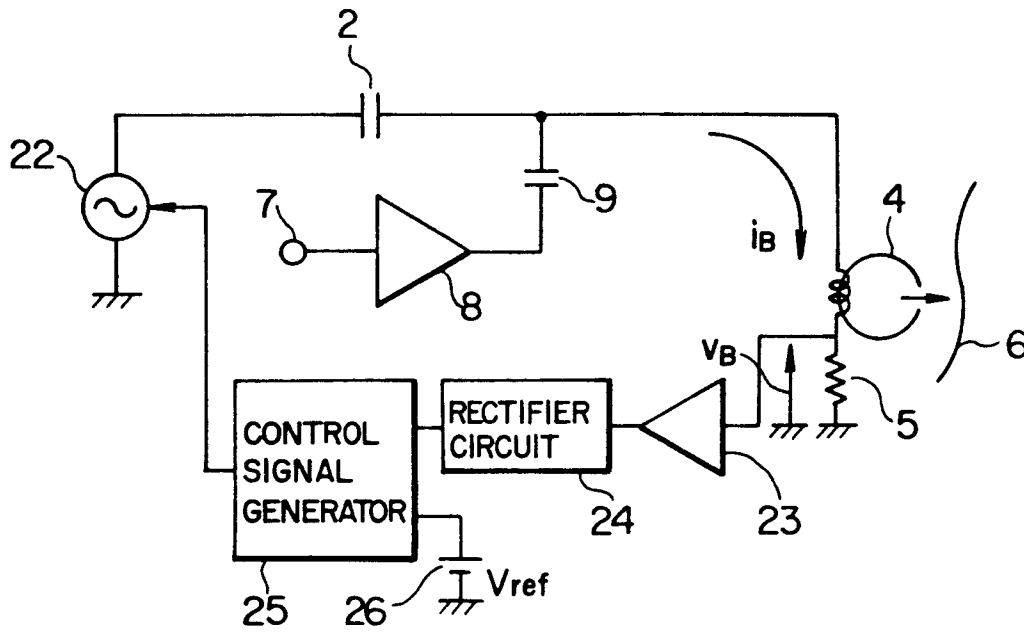 2
22
7
8
9
iB
4
6
VB
5
CONTROL
SIGNAL
GENERATOR
RECTIFIER
CIRCUIT
24
23
25
26
Vref